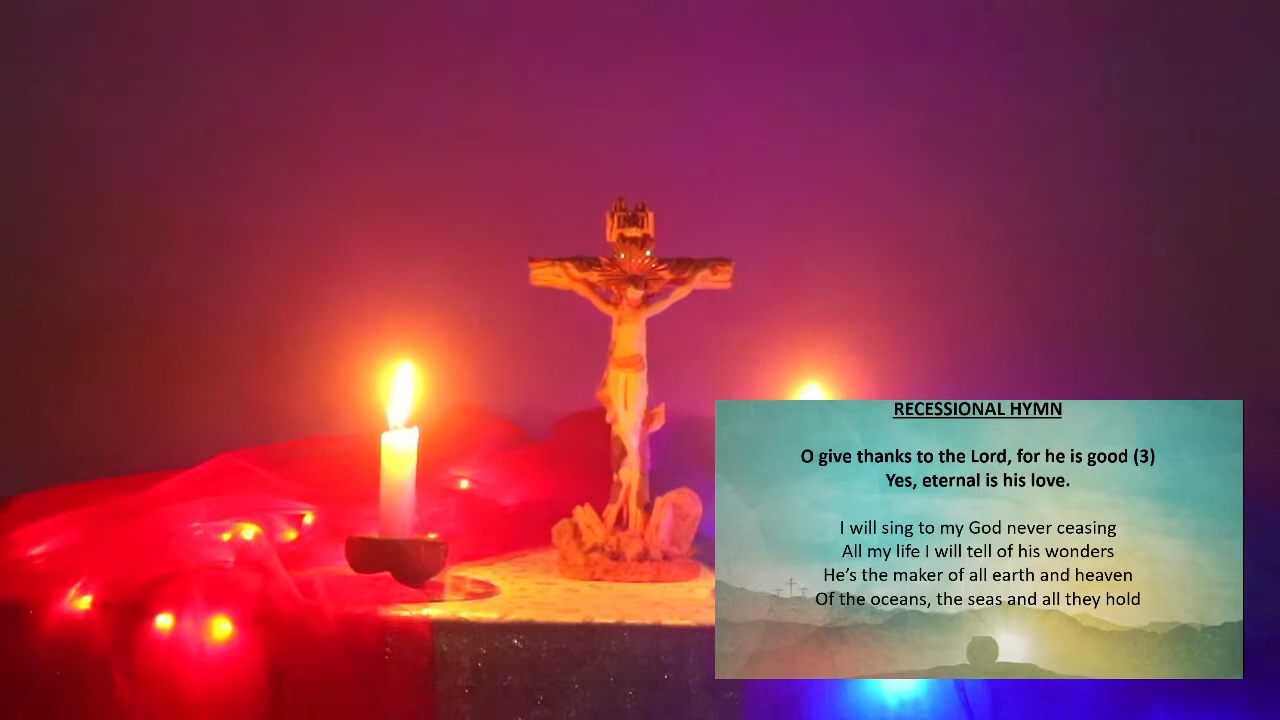 RECESSIONAL HYMN
O give thanks to the Lord, for he is good (3)
Yes, eternal is his love.
I will sing to my God never ceasing
All my life I will tell of his wonders
He's the maker of all earth and heaven
Of the oceans, the seas and all they hold